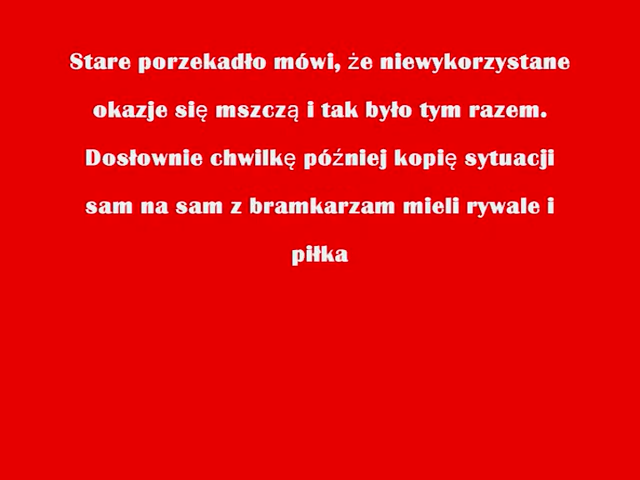 Stare porzekadło mówi, że niewykorzystane
okazje się mszczą i tak było tym razem.
Dosłownie chwilkę później kopię sytuacji
sam na sam z bramkarzam mieli rywale i
piłka